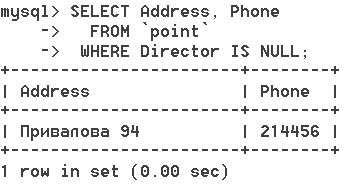 mysql> SELECT Address, Phone
    ->   FROM `point`
    ->  WHERE Director IS NULL;
+----------------------+--------+
| Address              | Phone  |
+----------------------+--------+
| Привалова 94         | 214456 |
+----------------------+--------+
1 row in set (0.00 sec)